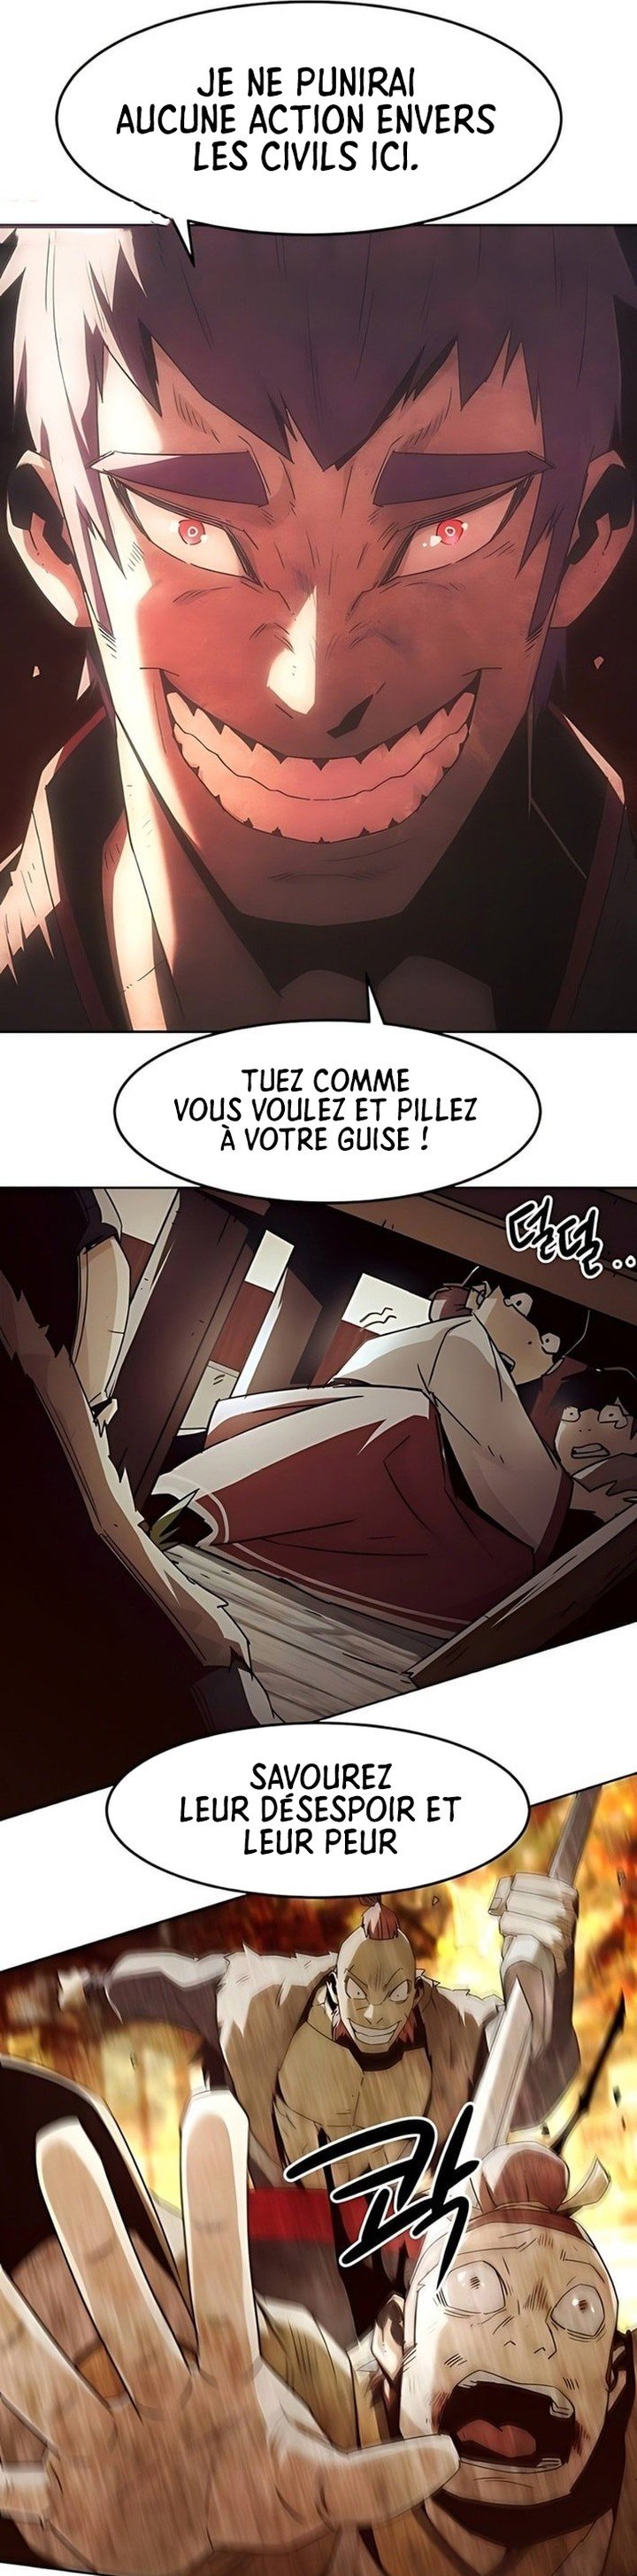 JE NE PUNIRAI
AUCUNE ACTION ENVERS
LES CIVILS ICI.
TUEZ COMME
VOUS VOULEZ ET PILLEZ
À VOTRE GUISE !
덜덜..
SAVOUREZ
LEUR DÉSESPOIR ET
LEUR PEUR
콱